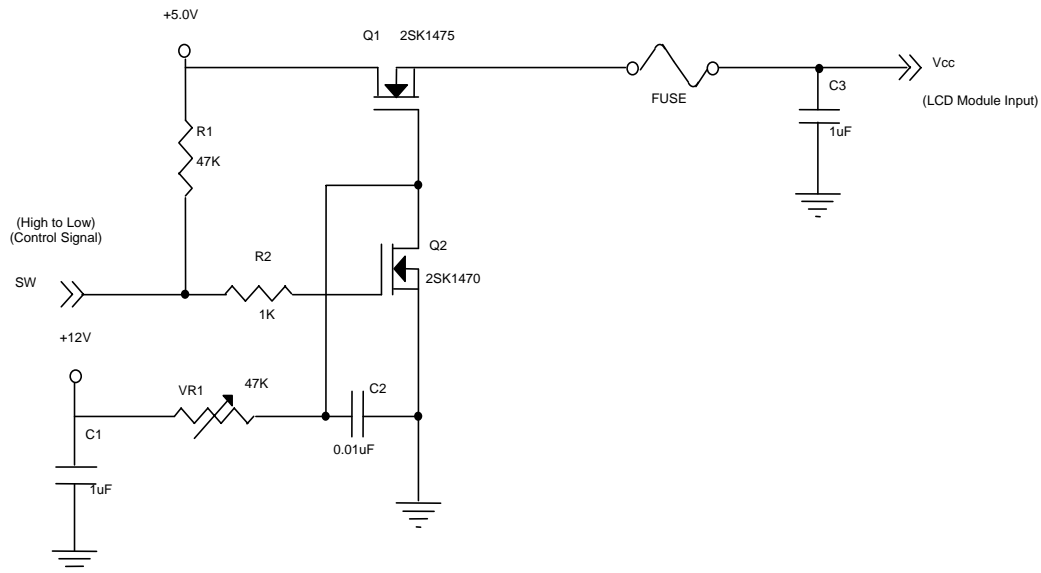 +5.0V
Q1 2SK1475
Vcc
FUSE
C3
(LCD Module Input)
R1
1uF
47K
(High to Low)
(Control Signal)
Q2
R2
SW
2SK1470
1K
+12V
VR1
47K
C2
C1
0.01uF
1uF